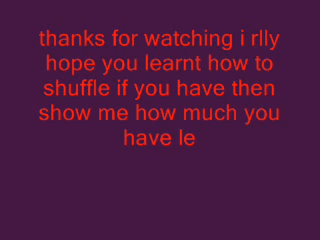 thanks for watching i rlly
hope you learnt how to
shuffle if you have then
show me how much you
have le